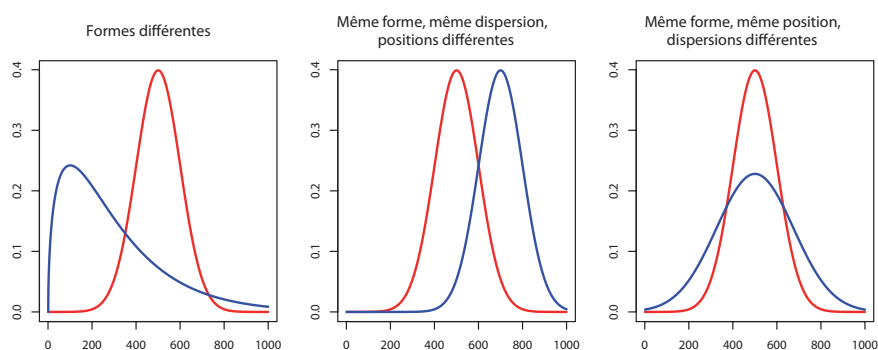 Formes différentes
0.0
0.1
0.2
0.3
0.4
0 200 400 600 800 1000
Même forme, même dispersion,
positions différentes
0.0
0.1
0.2
0.3
0.4
0 200 400 600 800 1000
Même forme, même position,
dispersions différentes
0.0
0.1
0.2
0.3
0.4
0 200 400 600 800 1000